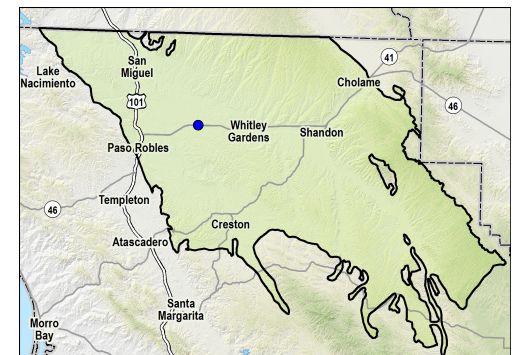 San
Miguel
41
Lake
Nacimiento
Cholame
101
46
Whitley
Gardens
Shandon
Paso Robles
Templeton
46
Creston
Atascadero
Santa
Margarita
Morro
Bay